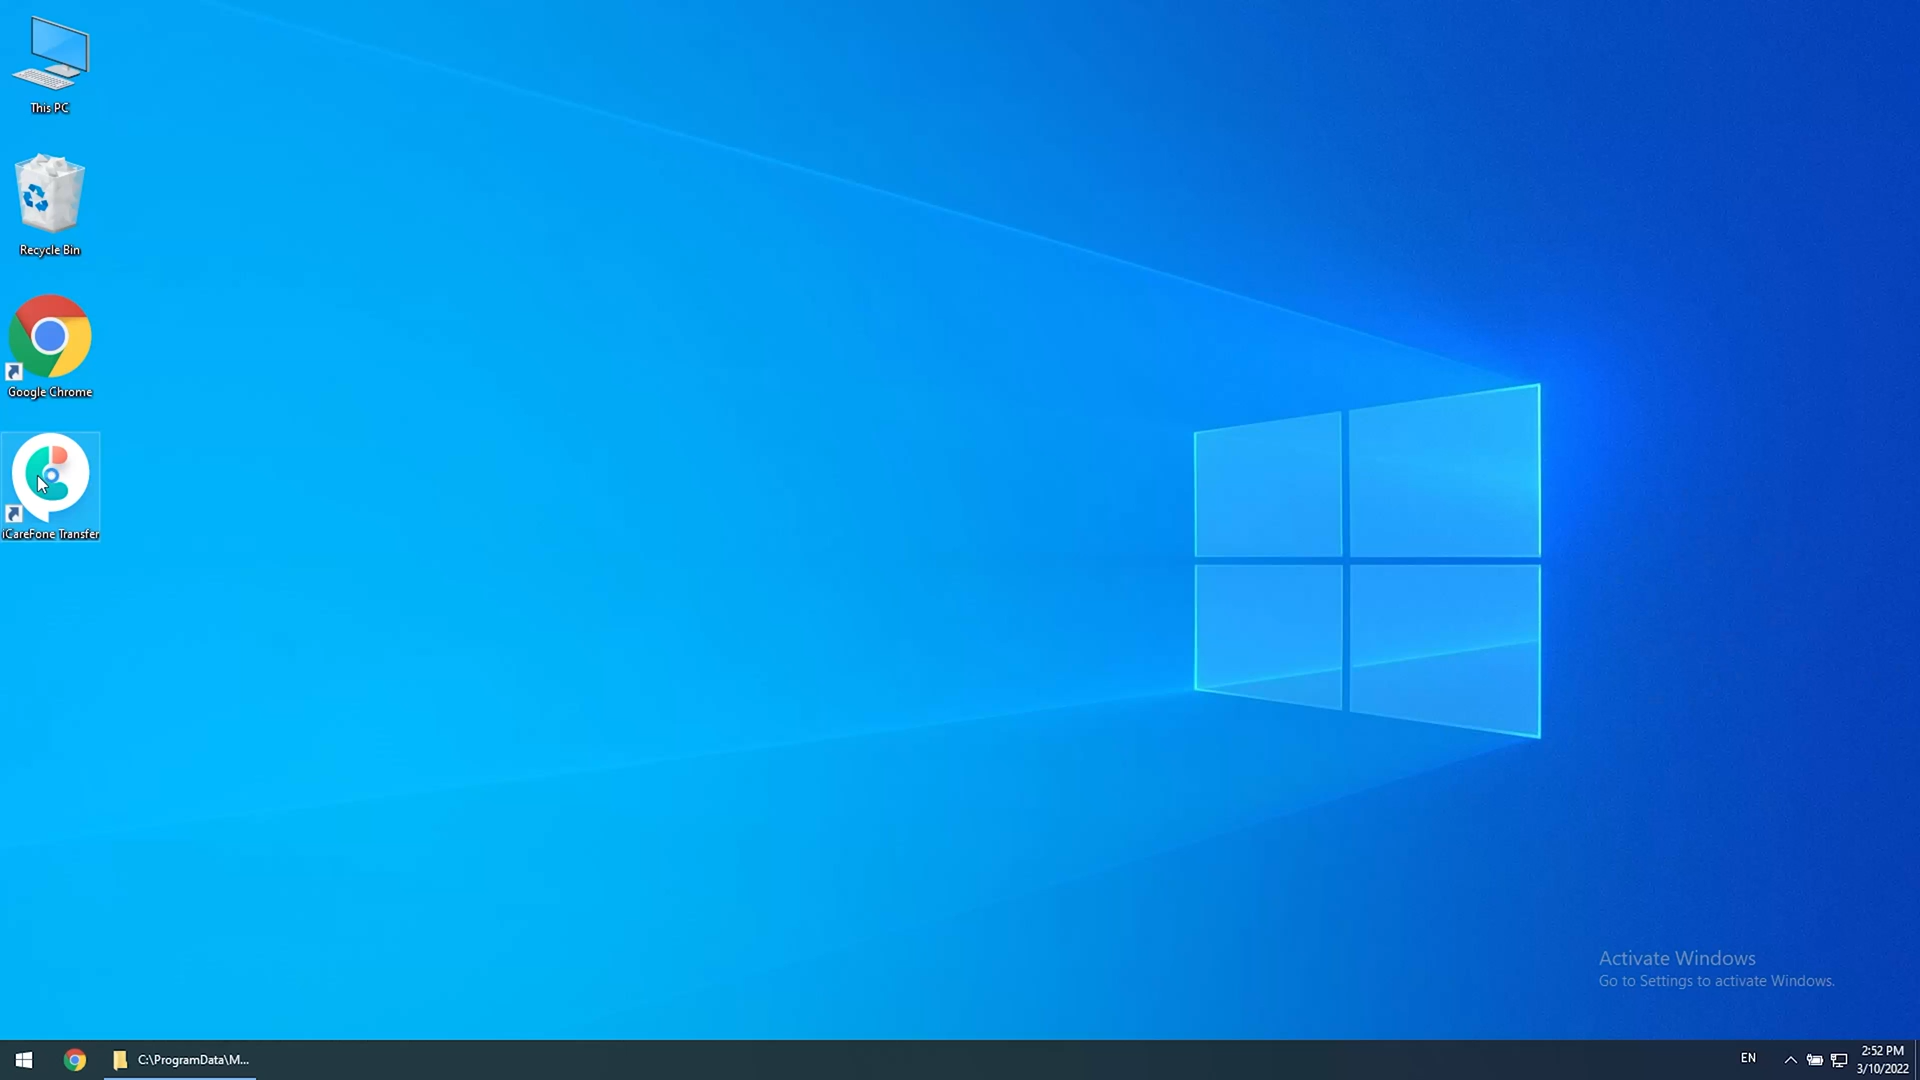 This PC
Recycle Bin
Google Chrome
iCareFone Transfer
Activate Windows
Go to Settings to activate Windows.
C:\ProgramData\M...
EN
2:52 PM
3/10/2022